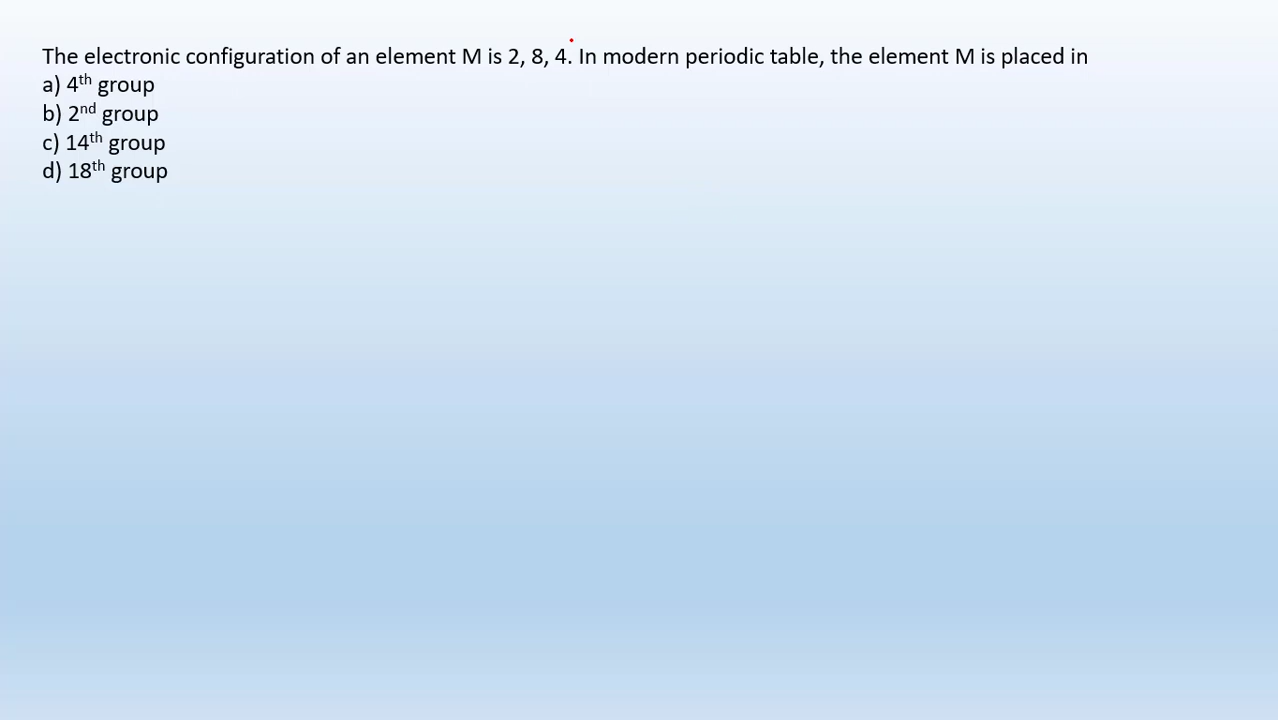 The electronic configuration of an element M is 2, 8, 4. In modern periodic table, the element M is placed in
a) 4th group
b) 2nd group
c) 14th group
d) 18th group